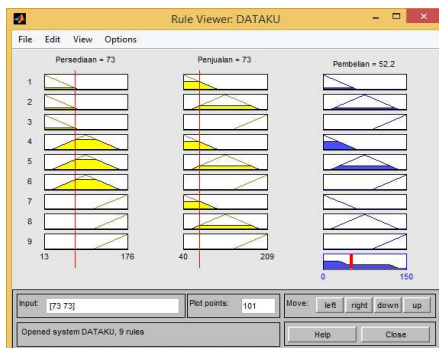 Rule Viewer: DATAKU
File Edit View Options
Persediaan = 73 Penjualan = 73 Pembelian = 52.2
1
2
3
4
5
6
7
8
9
13 176 40 209
0 150
Input: [73 73] Plot points: 101 Move: left right down up
Opened system DATAKU, 9 rules Help Close